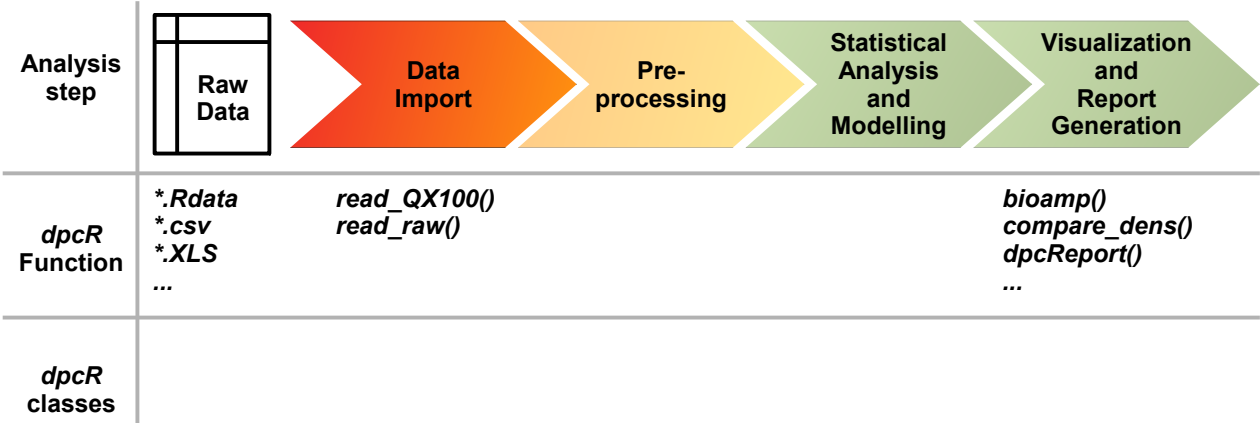 Analysis
step
Raw
Data
Data
Import
Pre-
processing
Statistical
Analysis
and
Modelling
Visualization
and
Report
Generation
dpcR
Function
*.Rdata
*.csv
*.XLS
...
read_QX100()
read_raw()
bioamp()
compare_dens()
dpcReport()
...
dpcR
classes